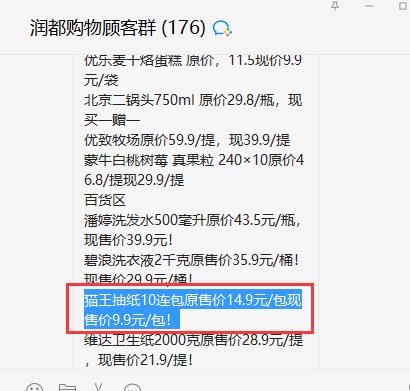 润都购物顾客群 (176)
优乐麦干烙蛋糕 原价，11.5现价9.9
元/袋
北京二锅头750ml 原价29.8/瓶，现
买一赠一
优致牧场原价59.9/提，现39.9/提
蒙牛白桃树莓 真果粒 240×10原价4
6.8/提现29.9/提
百货区
潘婷洗发水500毫升原价43.5元/瓶，
现售价39.9元！
碧浪洗衣液2千克原售价35.9元/桶！
现售价29.9元/桶！
猫王抽纸10连包原售价14.9元/包现
售价9.9元/包！
维达卫生纸2000克原售价28.9元/提
，现售价21.9/提！